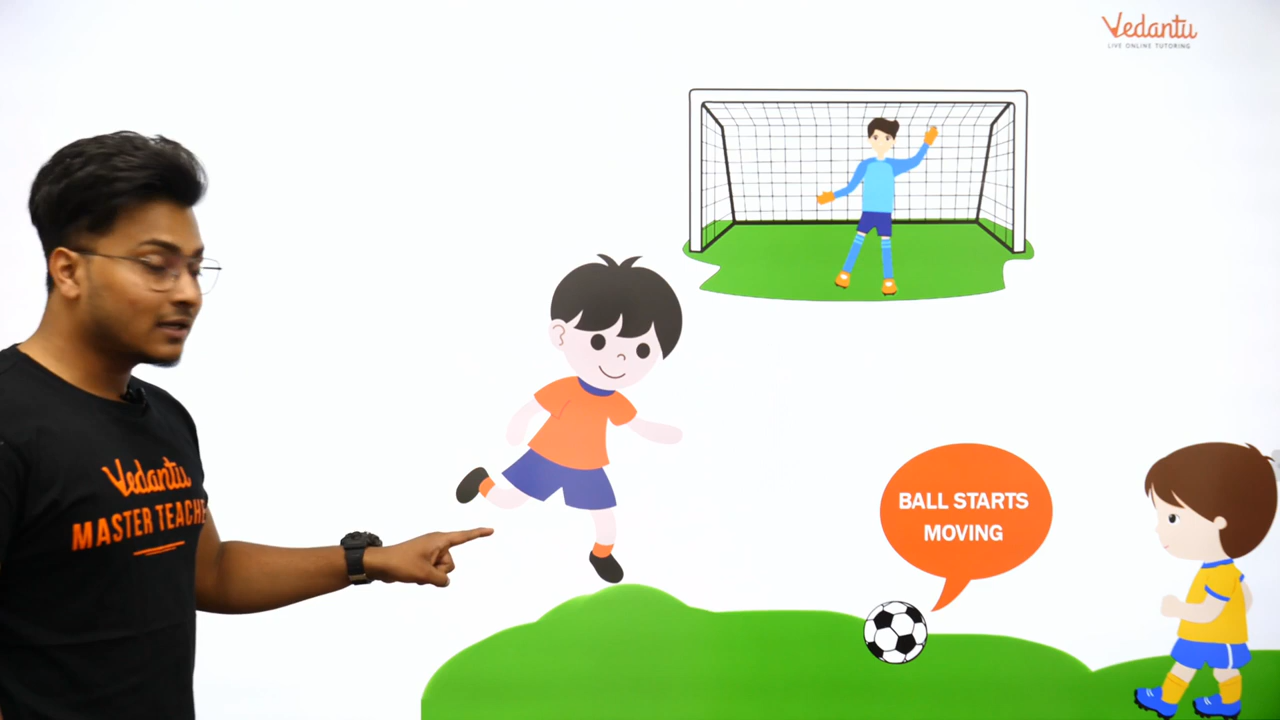 Vedantu
LIVE ONLINE TUTORING
BALL STARTS
MOVING
Vedantu
MASTER TEACHE